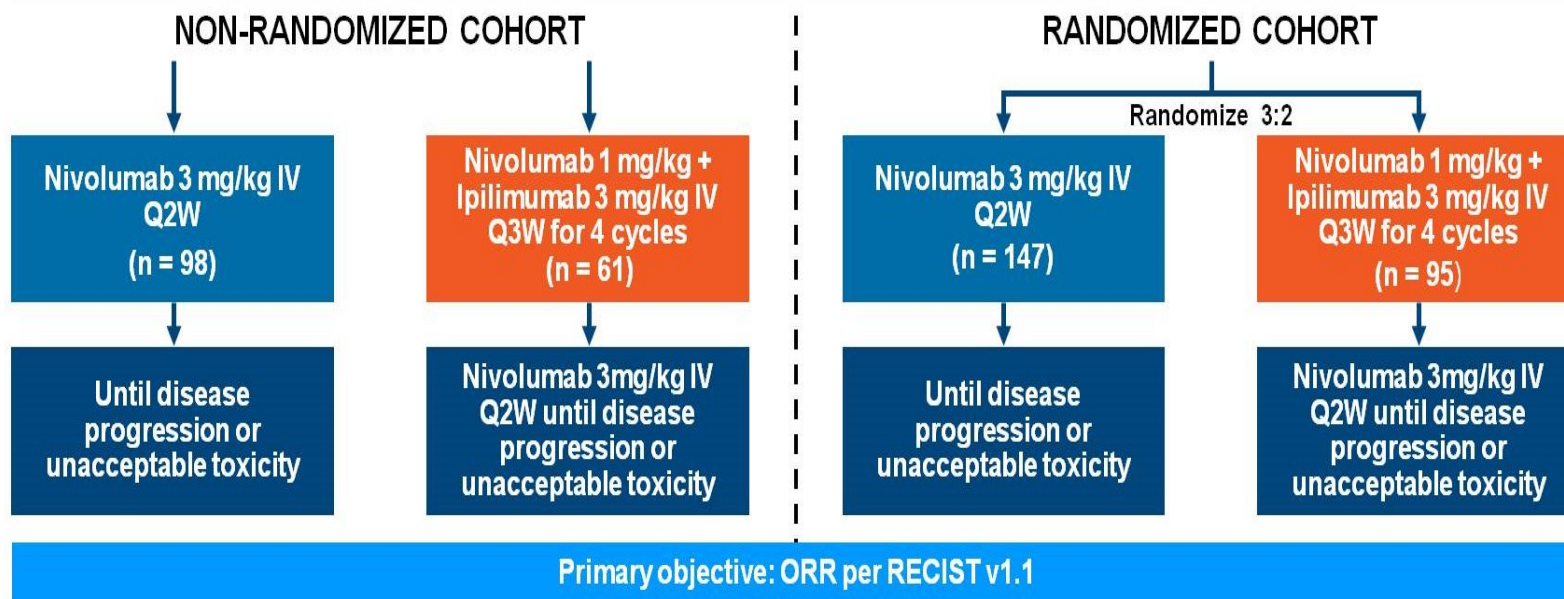 NON-RANDOMIZED COHORT
Nivolumab 3 mg/kg IV
Q2W
(n = 98)
Until disease
progression or
unacceptable toxicity
Nivolumab 1 mg/kg +
Ipilimumab 3 mg/kg IV
Q3W for 4 cycles
(n = 61)
Nivolumab 3mg/kg IV
Q2W until disease
progression or
unacceptable toxicity
RANDOMIZED COHORT
Randomize 3:2
Nivolumab 3 mg/kg IV
Q2W
(n = 147)
Until disease
progression or
unacceptable toxicity
Nivolumab 1 mg/kg +
Ipilimumab 3 mg/kg IV
Q3W for 4 cycles
(n = 95)
Nivolumab 3mg/kg IV
Q2W until disease
progression or
unacceptable toxicity
Primary objective: ORR per RECIST v1.1